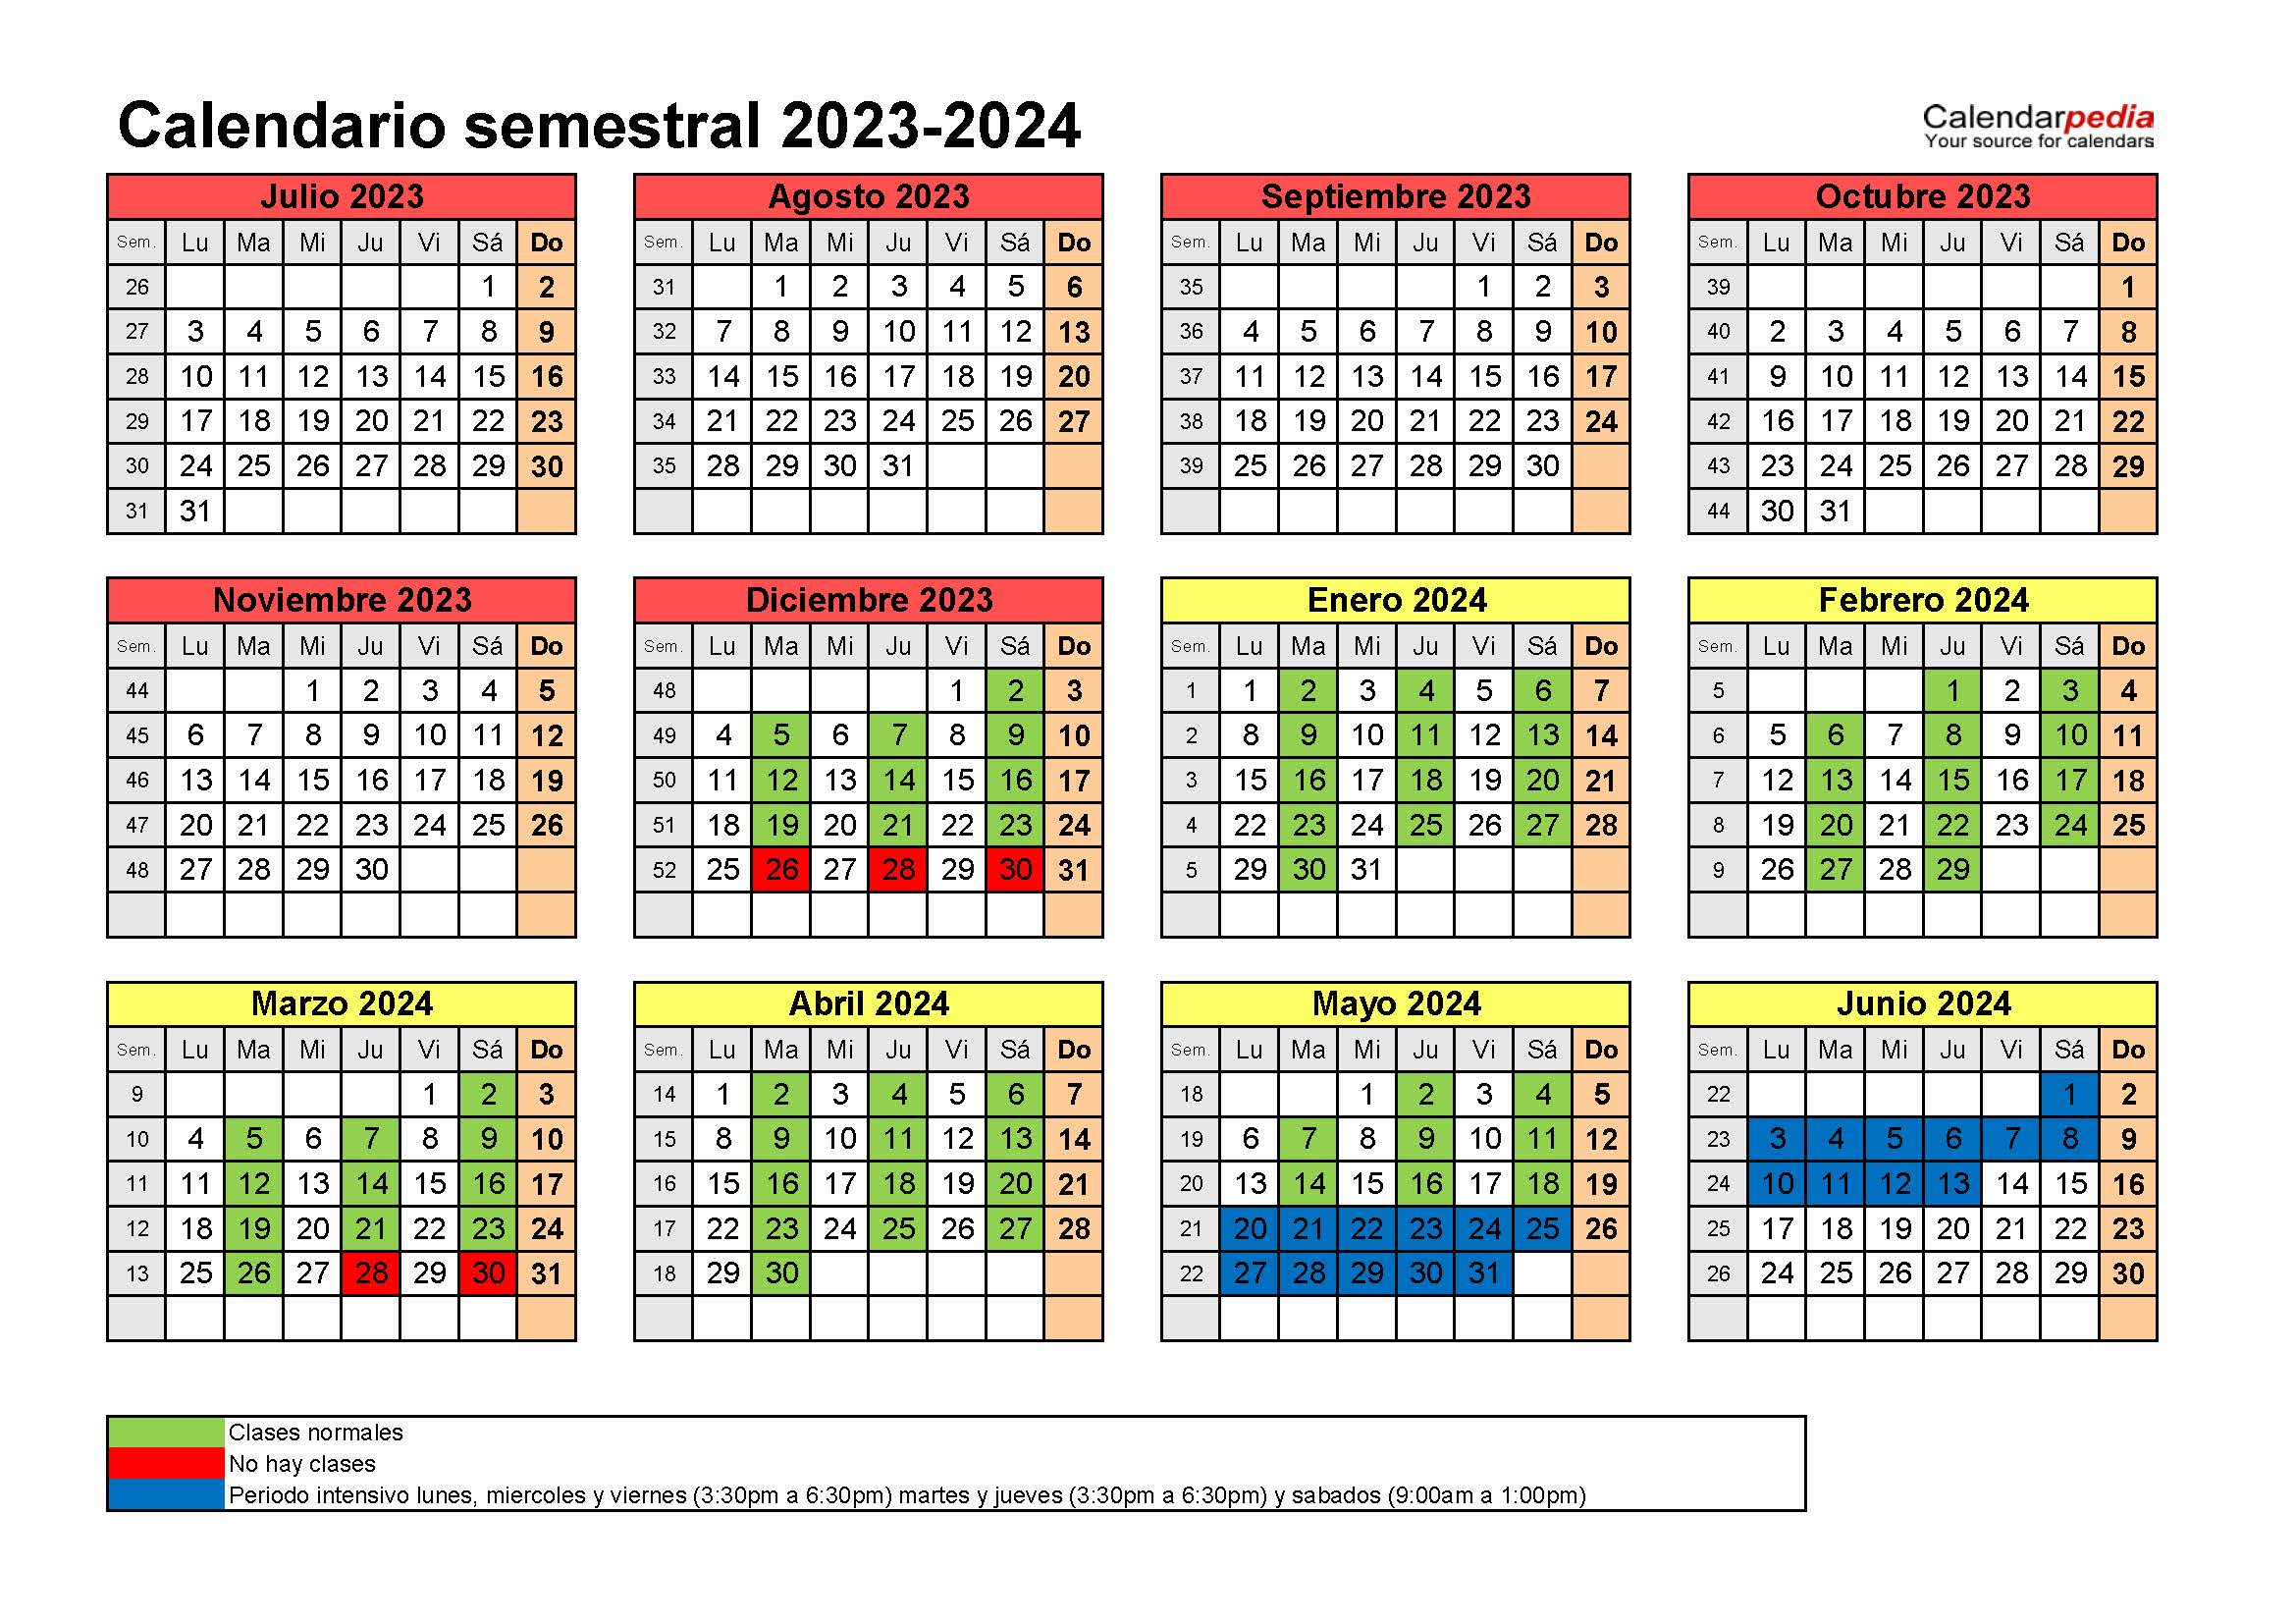 Calendario semestral 2023-2024
Calendarpedia
Your source for calendars
Julio 2023 Agosto 2023 Septiembre 2023 Octubre 2023
Sem. Lu Ma Mi Ju Vi Sá Do Sem. Lu Ma Mi Ju Vi Sá Do Sem. Lu Ma Mi Ju Vi Sá Do Sem. Lu Ma Mi Ju Vi Sá Do
26 1 2 31 1 2 3 4 5 6 35 1 2 3 39 1
27 3 4 5 6 7 8 9 32 7 8 9 10 11 12 13 36 4 5 6 7 8 9 10 40 2 3 4 5 6 7 8
28 10 11 12 13 14 15 16 33 14 15 16 17 18 19 20 37 11 12 13 14 15 16 17 41 9 10 11 12 13 14 15
29 17 18 19 20 21 22 23 34 21 22 23 24 25 26 27 38 18 19 20 21 22 23 24 42 16 17 18 19 20 21 22
30 24 25 26 27 28 29 30 35 28 29 30 31 39 25 26 27 28 29 30 43 23 24 25 26 27 28 29
31 31 44 30 31
Noviembre 2023 Diciembre 2023 Enero 2024 Febrero 2024
Sem. Lu Ma Mi Ju Vi Sá Do Sem. Lu Ma Mi Ju Vi Sá Do Sem. Lu Ma Mi Ju Vi Sá Do Sem. Lu Ma Mi Ju Vi Sá Do
44 1 2 3 4 5 48 1 2 3 1 1 2 3 4 5 6 7 5 1 2 3 4
45 6 7 8 9 10 11 12 49 4 5 6 7 8 9 10 2 8 9 10 11 12 13 14 6 5 6 7 8 9 10 11
46 13 14 15 16 17 18 19 50 11 12 13 14 15 16 17 3 15 16 17 18 19 20 21 7 12 13 14 15 16 17 18
47 20 21 22 23 24 25 26 51 18 19 20 21 22 23 24 4 22 23 24 25 26 27 28 8 19 20 21 22 23 24 25
48 27 28 29 30 52 25 26 27 28 29 30 31 5 29 30 31 9 26 27 28 29
Marzo 2024 Abril 2024 Mayo 2024 Junio 2024
Sem. Lu Ma Mi Ju Vi Sá Do Sem. Lu Ma Mi Ju Vi Sá Do Sem. Lu Ma Mi Ju Vi Sá Do Sem. Lu Ma Mi Ju Vi Sá Do
9 1 2 3 14 1 2 3 4 5 6 7 18 1 2 3 4 5 22 1 2
10 4 5 6 7 8 9 10 15 8 9 10 11 12 13 14 19 6 7 8 9 10 11 12 23 3 4 5 6 7 8 9
11 11 12 13 14 15 16 17 16 15 16 17 18 19 20 21 20 13 14 15 16 17 18 19 24 10 11 12 13 14 15 16
12 18 19 20 21 22 23 24 17 22 23 24 25 26 27 28 21 20 21 22 23 24 25 26 25 17 18 19 20 21 22 23
13 25 26 27 28 29 30 31 18 29 30 22 27 28 29 30 31 26 24 25 26 27 28 29 30
Clases normales
No hay clases
Periodo intensivo lunes, miercoles y viernes (3:30pm a 6:30pm) martes y jueves (3:30pm a 6:30pm) y sabados (9:00am a 1:00pm)